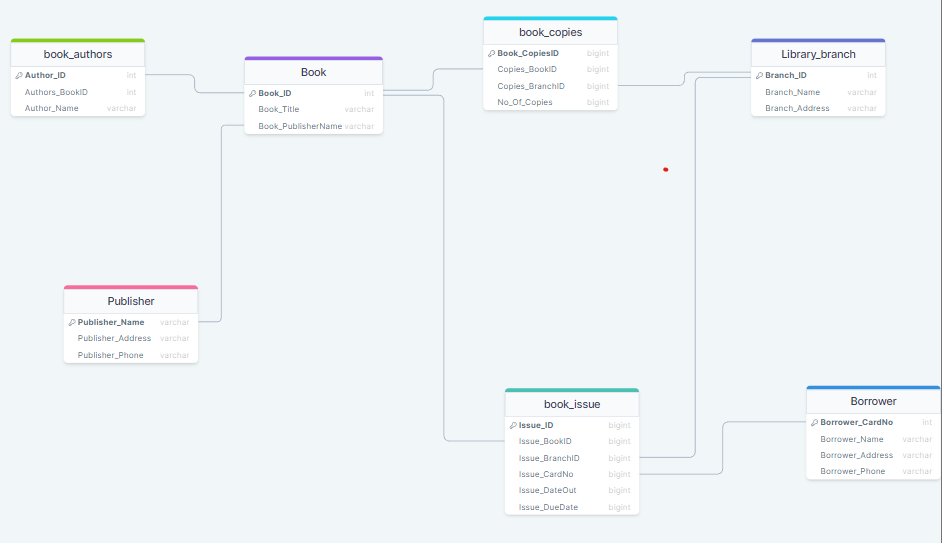 book_authors
Author_ID int
Authors_BookID int
Author_Name varchar
Book
Book_ID int
Book_Title varchar
Book_PublisherName varchar
book_copies
Book_CopiesID bigint
Copies_BookID bigint
Copies_BranchID bigint
No_Of_Copies bigint
Library_branch
Branch_ID int
Branch_Name varchar
Branch_Address varchar
Publisher
Publisher_Name varchar
Publisher_Address varchar
Publisher_Phone varchar
book_issue
Issue_ID bigint
Issue_BookID bigint
Issue_BranchID bigint
Issue_CardNo bigint
Issue_DateOut bigint
Issue_DueDate bigint
Borrower
Borrower_CardNo int
Borrower_Name varchar
Borrower_Address varchar
Borrower_Phone varchar